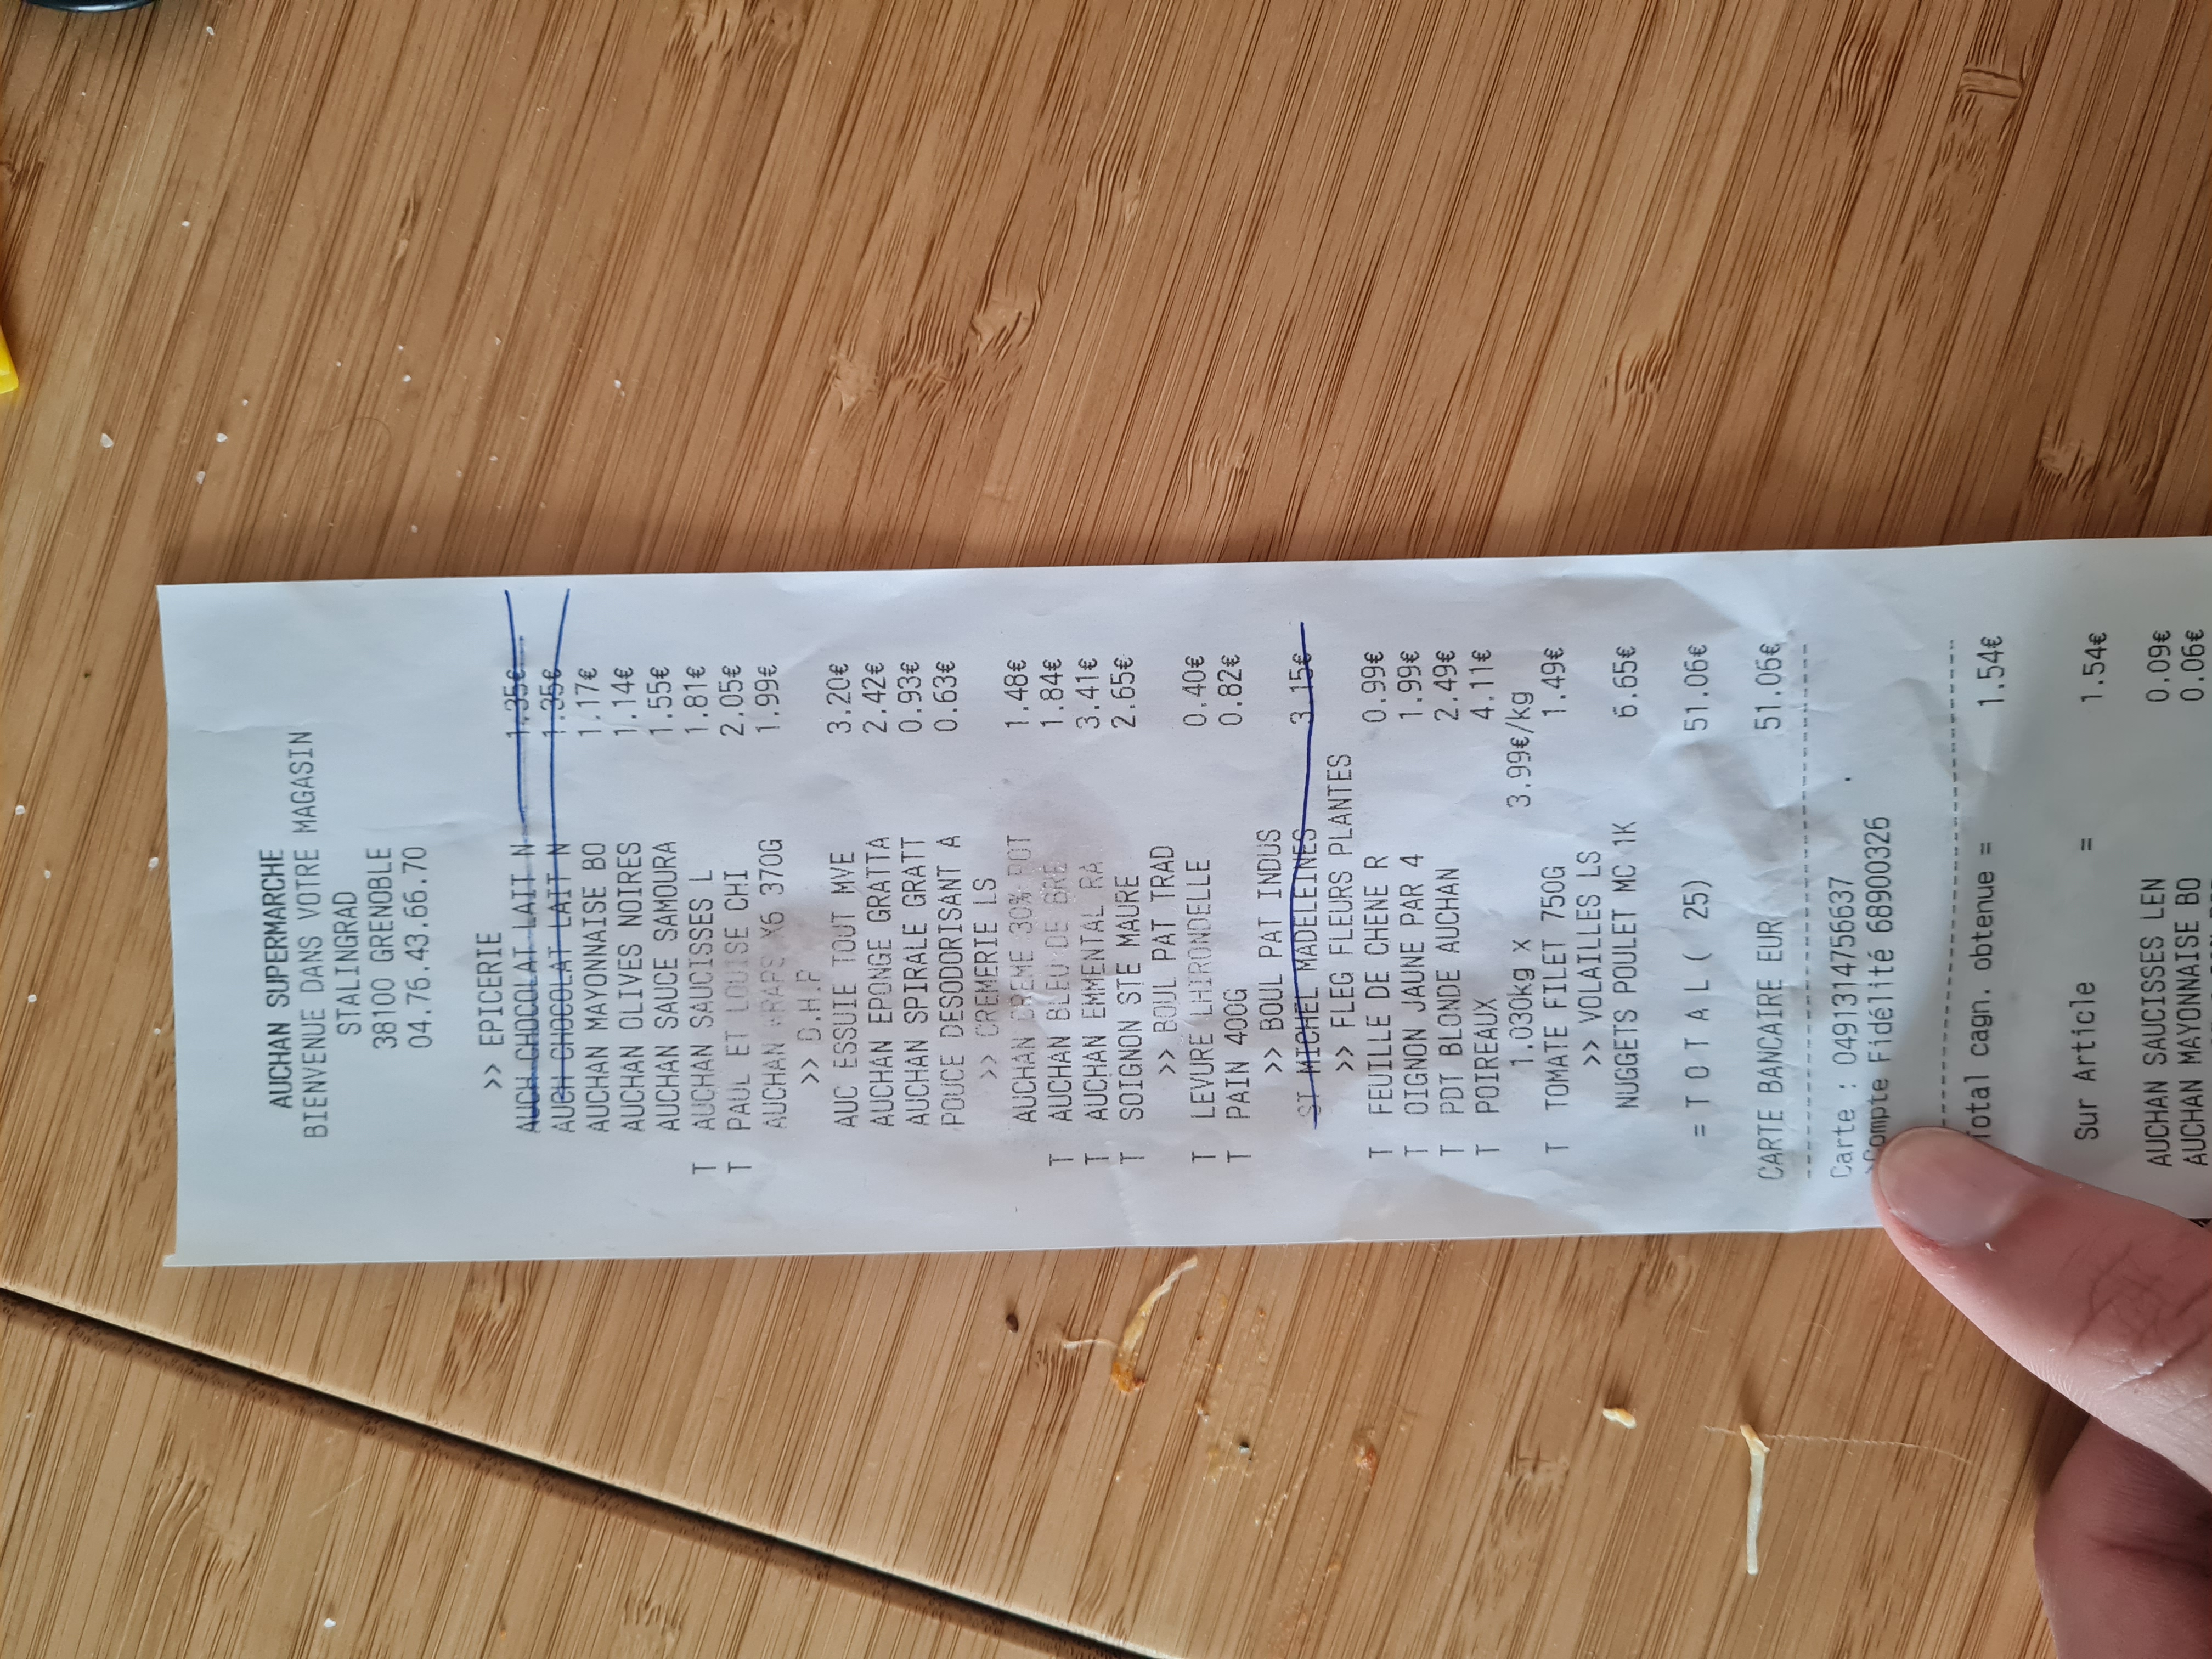 AUCHAN SUPERMARCHE
BIENVENUE DANS VOTRE MAGASIN
STALINGRAD
38100 GRENOBLE
04.76.43.66.70
>> EPICERIE
AUCH CHOCOLAT LAIT N 1.35€
AUCH CHOCOLAT LAIT N 1.35€
AUCHAN MAYONNAISE BO 1.17€
AUCHAN OLIVES NOIRES 1.14€
AUCHAN SAUCE SAMOURA 1.55€
T AUCHAN SAUCISSES L 1.81€
T PAUL ET LOUISE CHI 2.05€
AUCHAN WRAPS X6 370G 1.99€
>> D.H.P
AUC ESSUIE TOUT MVE 3.20€
AUCHAN EPONGE GRATTA 2.42€
AUCHAN SPIRALE GRATT 0.93€
POUCE DESODORISANT A 0.63€
>> CREMERIE LS
AUCHAN CREME 30% POT 1.48€
T AUCHAN BLEU DE BRE 1.84€
T AUCHAN EMMENTAL RA 3.41€
T SOIGNON STE MAURE 2.65€
>> BOUL PAT TRAD
T LEVURE LHIRONDELLE 0.40€
T PAIN 400G 0.82€
>> BOUL PAT INDUS
ST MICHEL MADELEINES 3.15€
>> FLEG FLEURS PLANTES
T FEUILLE DE CHENE R 0.99€
T OIGNON JAUNE PAR 4 1.99€
T PDT BLONDE AUCHAN 2.49€
T POIREAUX 4.11€
1.030kg x 3.99€/kg
T TOMATE FILET 750G 1.49€
>> VOLAILLES LS
NUGGETS POULET MC 1K 6.65€
= T O T A L ( 25) 51.06€
CARTE BANCAIRE EUR 51.06€
Carte : 0491314756637
>Compte Fidélité 68900326
Total cagn. obtenue = 1.54€
Sur Article = 1.54€
AUCHAN SAUCISSES LEN 0.09€
AUCHAN MAYONNAISE BO 0.06€